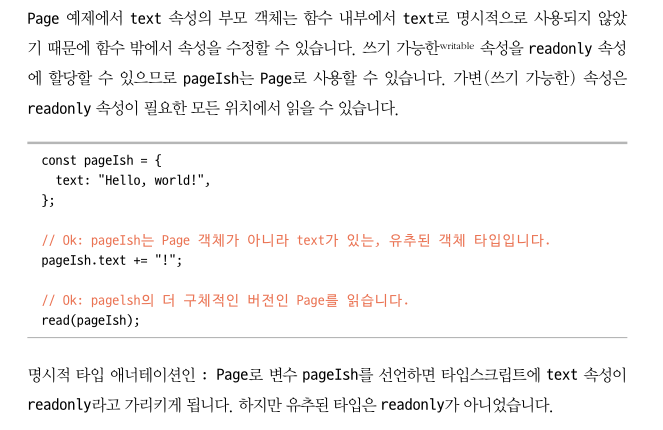 Page 예제에서 text 속성의 부모 객체는 함수 내부에서 text로 명시적으로 사용되지 않았
기 때문에 함수 밖에서 속성을 수정할 수 있습니다. 쓰기 가능한writable 속성을 readonly 속성
에 할당할 수 있으므로 pageIsh는 Page로 사용할 수 있습니다. 가변(쓰기 가능한) 속성은
readonly 속성이 필요한 모든 위치에서 읽을 수 있습니다.
const pageIsh = {
  text: "Hello, world!",
};
// Ok: pageIsh는 Page 객체가 아니라 text가 있는, 유추된 객체 타입입니다.
pageIsh.text += "!";
// Ok: pagelsh의 더 구체적인 버전인 Page를 읽습니다.
read(pageIsh);
명시적 타입 애너테이션인 : Page로 변수 pageIsh를 선언하면 타입스크립트에 text 속성이
readonly라고 가리키게 됩니다. 하지만 유추된 타입은 readonly가 아니었습니다.